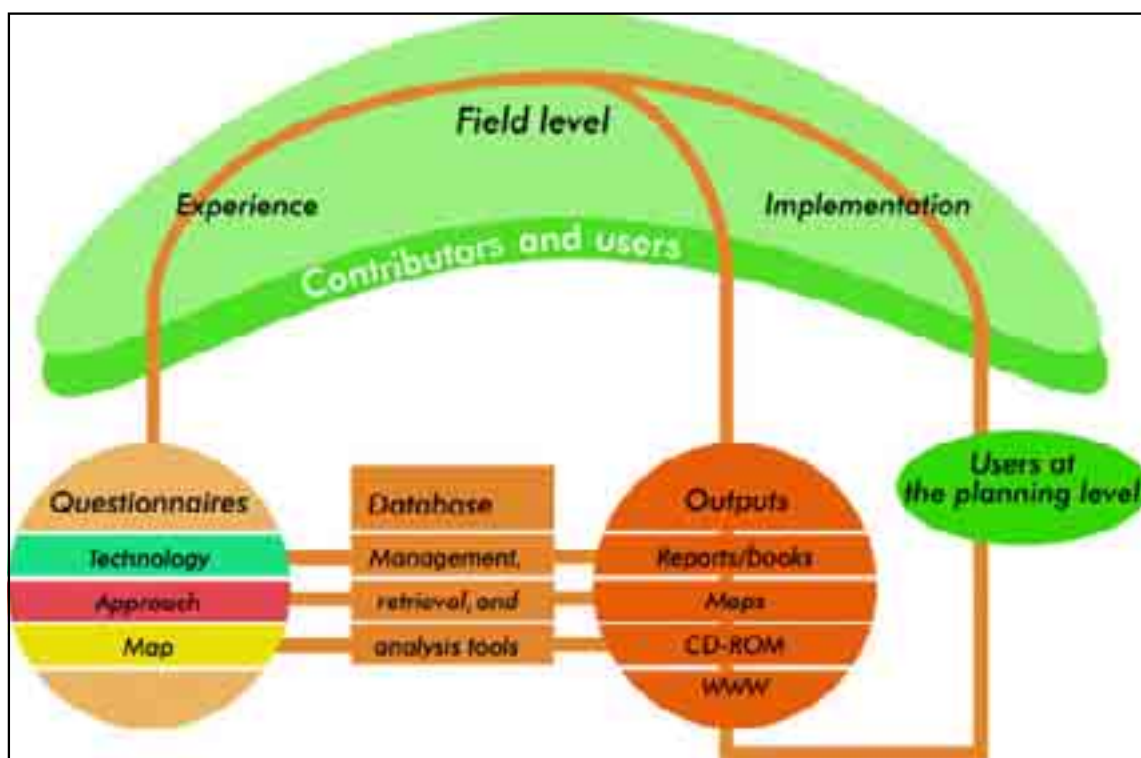 Field level
Experience
Implementation
Contributors and users
Questionnaires
Technology
Approach
Map
Database
Management,
retrieval, and
analysis tools
Outputs
Reports/books
Maps
CD-ROM
WWW
Users at
the planning level